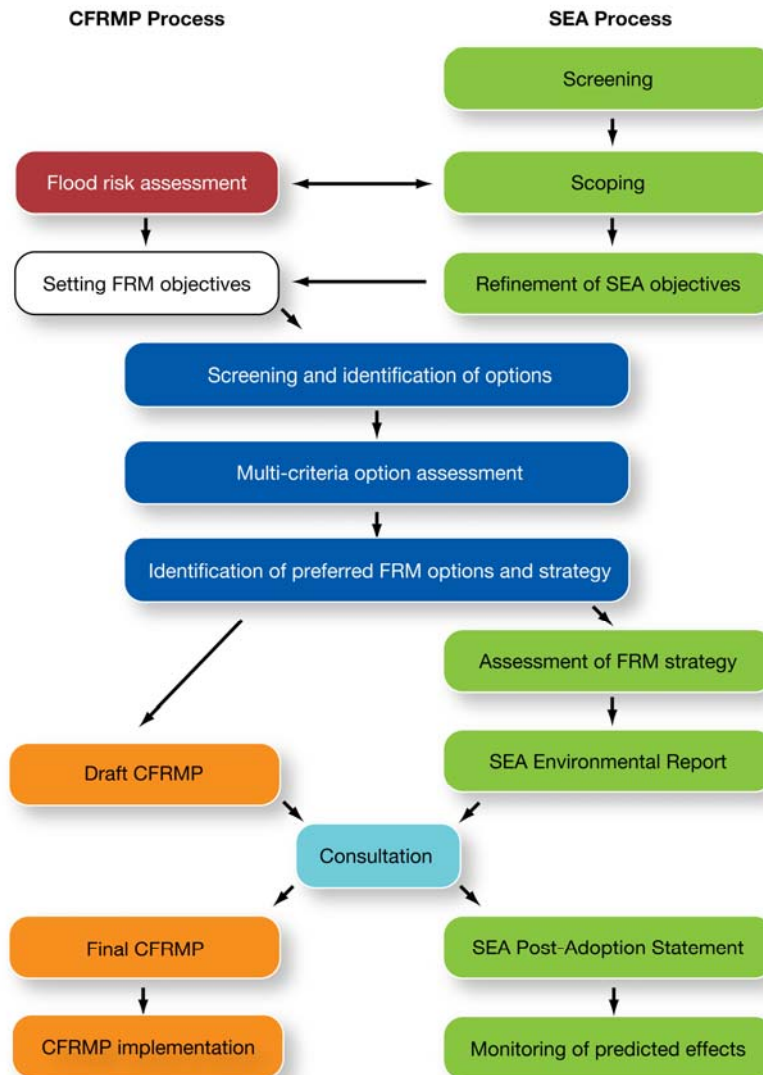 CFRMP Process
SEA Process
Screening
Flood risk assessment
Scoping
Setting FRM objectives
Refinement of SEA objectives
Screening and identification of options
Multi-criteria option assessment
Identification of preferred FRM options and strategy
Assessment of FRM strategy
Draft CFRMP
SEA Environmental Report
Consultation
Final CFRMP
SEA Post-Adoption Statement
CFRMP implementation
Monitoring of predicted effects